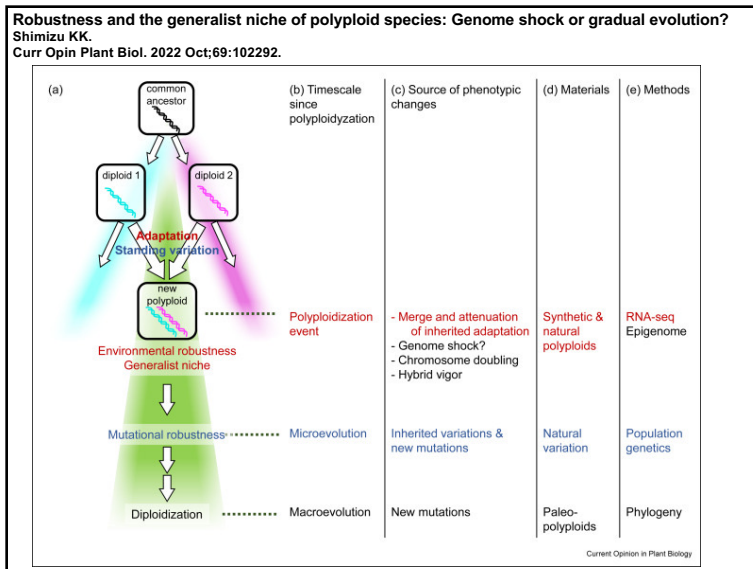 Robustness and the generalist niche of polyploid species: Genome shock or gradual evolution?
Shimizu KK.
Curr Opin Plant Biol. 2022 Oct;69:102292.
(a)
common
ancestor
diploid 1
diploid 2
Adaptation
Standing variation
new
polyploid
Environmental robustness
Generalist niche
Mutational robustness
Diploidization
(b) Timescale
since
polyploidyzation
Polyploidization
event
Microevolution
Macroevolution
(c) Source of phenotypic
changes
- Merge and attenuation
of inherited adaptation
- Genome shock?
- Chromosome doubling
- Hybrid vigor
Inherited variations &
new mutations
New mutations
(d) Materials
Synthetic &
natural
polyploids
Natural
variation
Paleo-
polyploids
(e) Methods
RNA-seq
Epigenome
Population
genetics
Phylogeny
Current Opinion in Plant Biology